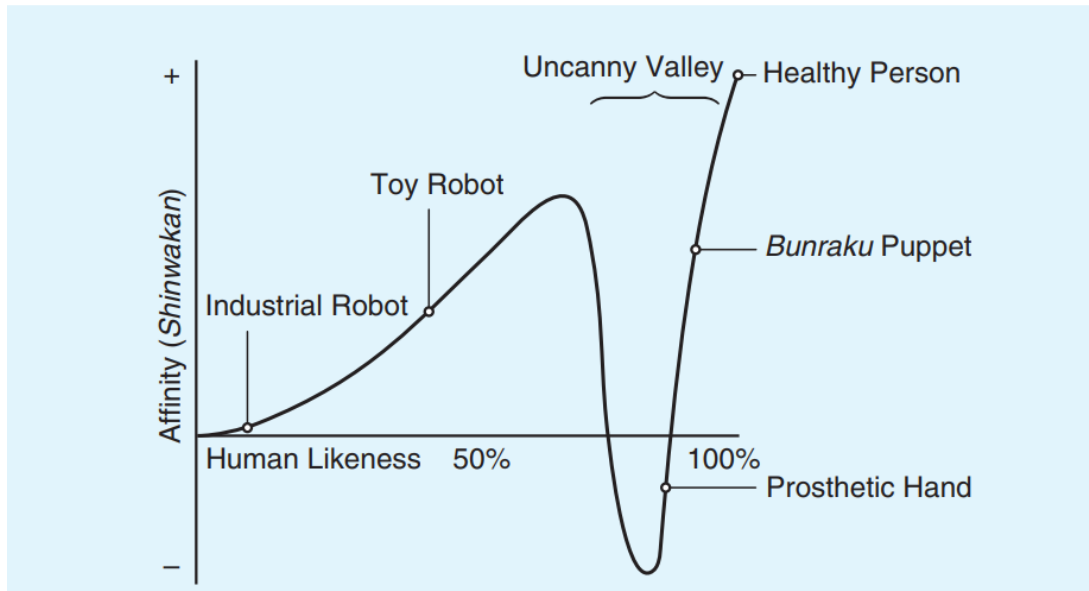 Uncanny Valley
+
Healthy Person
Toy Robot
Bunraku Puppet
Industrial Robot
Affinity (Shinwakan)
Human Likeness 50% 100%
Prosthetic Hand
–